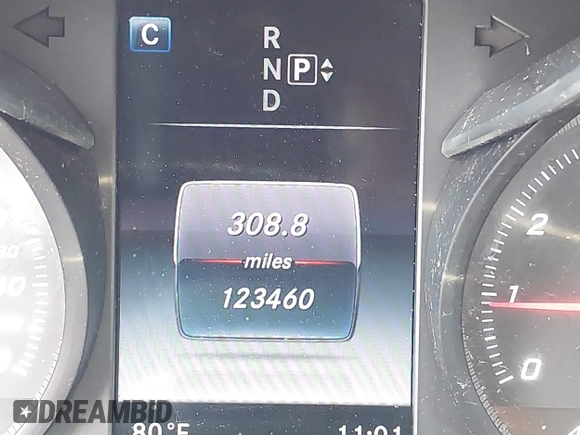 C
R
N P
D
308.8
miles
123460
80°F 11:01
2
1
0
DREAMBID